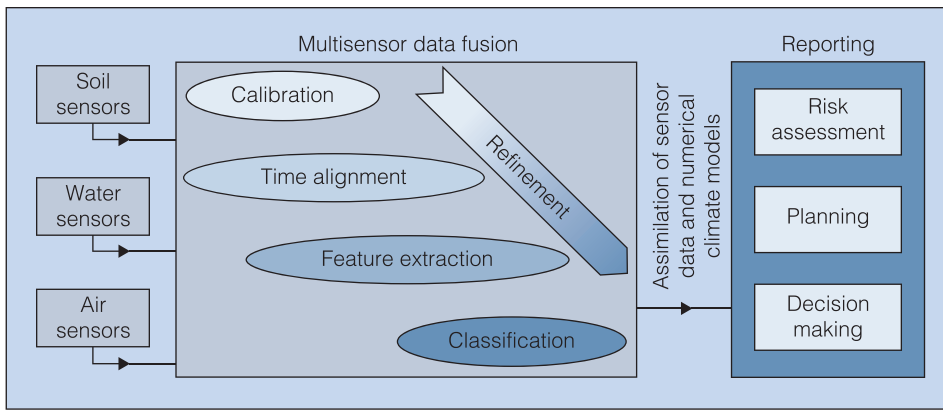 Multisensor data fusion
Reporting
Soil
sensors
Water
sensors
Air
sensors
Calibration
Time alignment
Feature extraction
Classification
Refinement
Assimilation of sensor
data and numerical
climate models
Risk
assessment
Planning
Decision
making